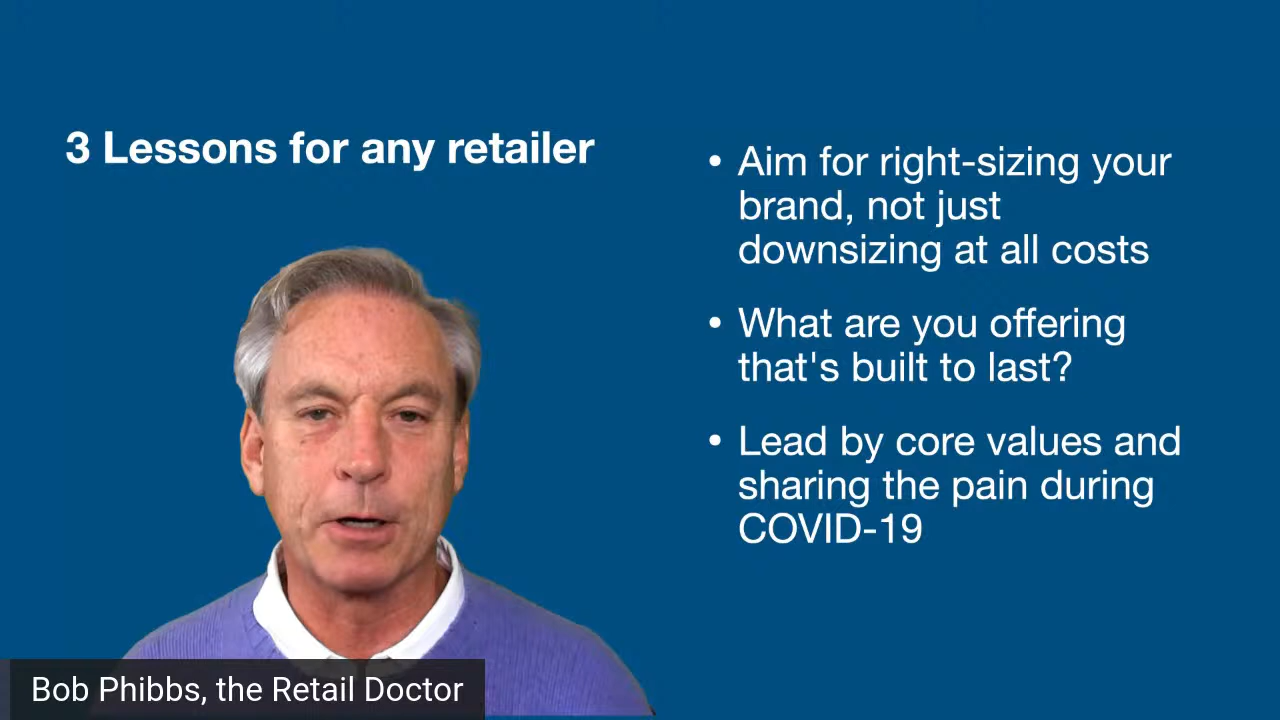 3 Lessons for any retailer
• Aim for right-sizing your
brand, not just
downsizing at all costs
• What are you offering
that's built to last?
• Lead by core values and
sharing the pain during
COVID-19
Bob Phibbs, the Retail Doctor